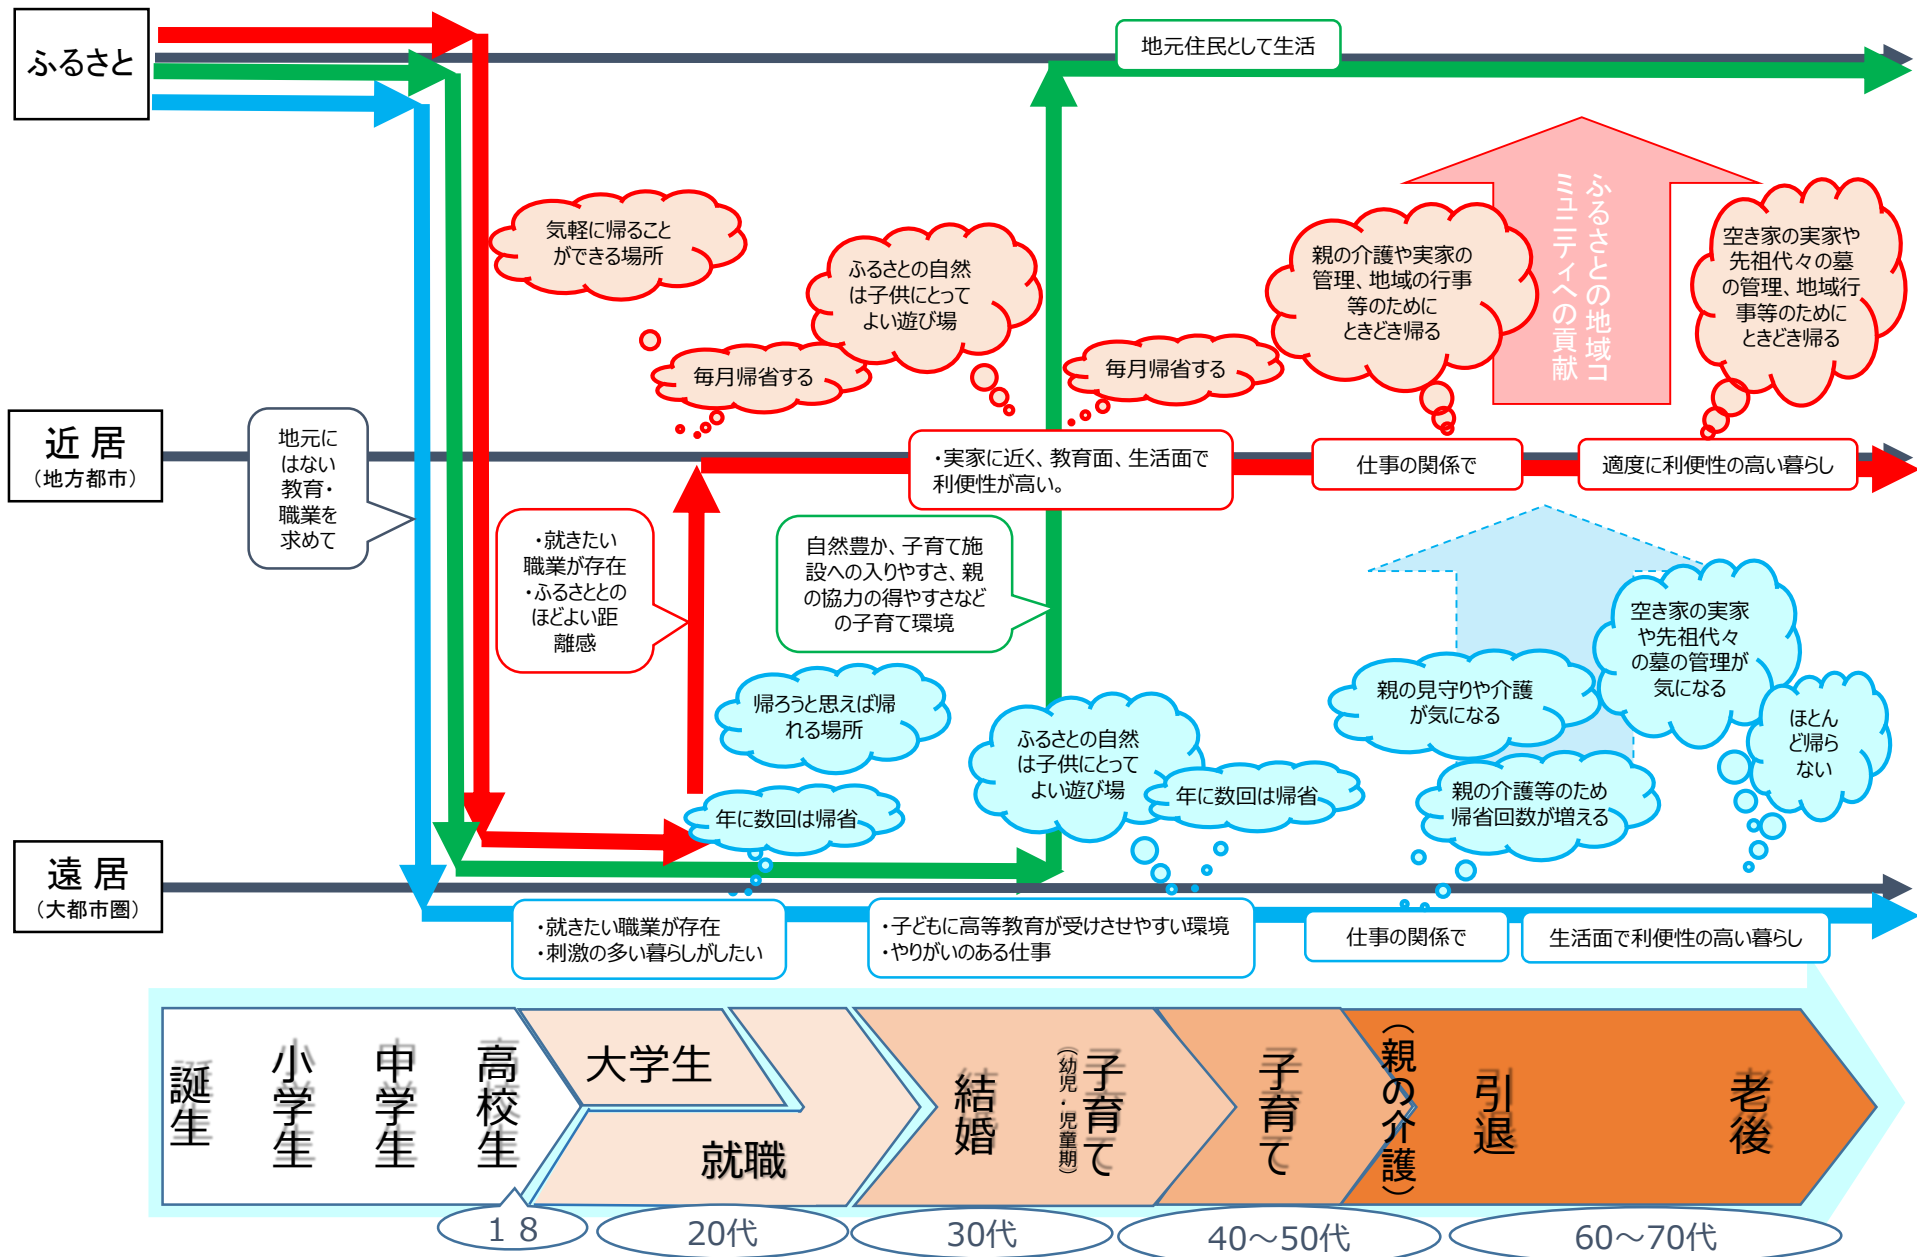 ふるさと
地元住民として生活
気軽に帰ること
ができる場所
ふるさとの自然
は子供にとって
よい遊び場
毎月帰省する
毎月帰省する
親の介護や実家の
管理、地域の行事
等のために
ときどき帰る
ふるさとの地域コ
ミュニティへの貢献
空き家の実家や
先祖代々の墓
の管理、地域行
事等のために
ときどき帰る
近 居
（地方都市）
地元に
はない
教育・
職業を
求めて
・実家に近く、教育面、生活面で
利便性が高い。
仕事の関係で
適度に利便性の高い暮らし
・就きたい
職業が存在
・ふるさととの
ほどよい距
離感
自然豊か、子育て施
設への入りやすさ、親
の協力の得やすさなど
の子育て環境
帰ろうと思えば帰
れる場所
年に数回は帰省
ふるさとの自然
は子供にとって
よい遊び場
年に数回は帰省
親の見守りや介護
が気になる
親の介護等のため
帰省回数が増える
空き家の実家
や先祖代々
の墓の管理が
気になる
ほとん
ど帰ら
ない
遠 居
（大都市圏）
・就きたい職業が存在
・刺激の多い暮らしがしたい
・子どもに高等教育が受けさせやすい環境
・やりがいのある仕事
仕事の関係で
生活面で利便性の高い暮らし
誕生
小学生
中学生
高校生
大学生
就職
結婚
子育て
（幼児・児童期）
子育て
（親の介護）
引退
老後
１８
20代
30代
40～50代
60～70代